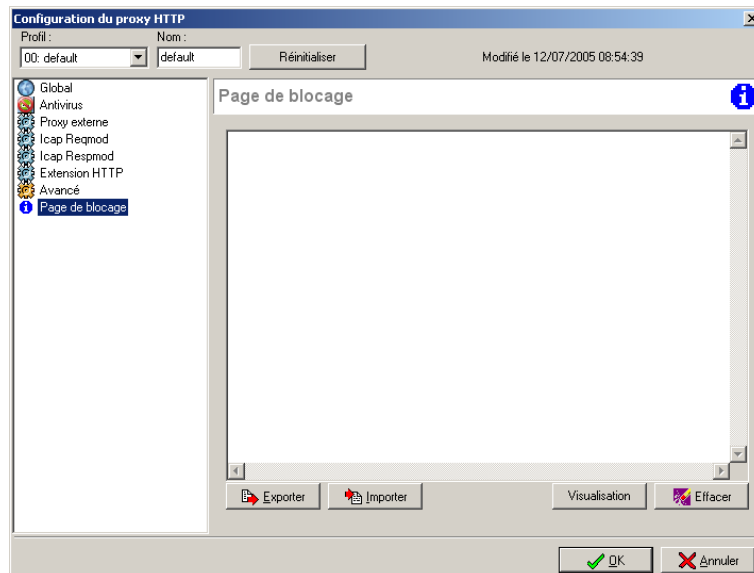 Configuration du proxy HTTP
Profil : Nom :
00: default default Réinitialiser Modifié le 12/07/2005 08:54:39
Global
Antivirus
Proxy externe
Icap Reqmod
Icap Respmod
Extension HTTP
Avancé
Page de blocage
Page de blocage
Exporter Importer Visualisation Effacer
OK Annuler